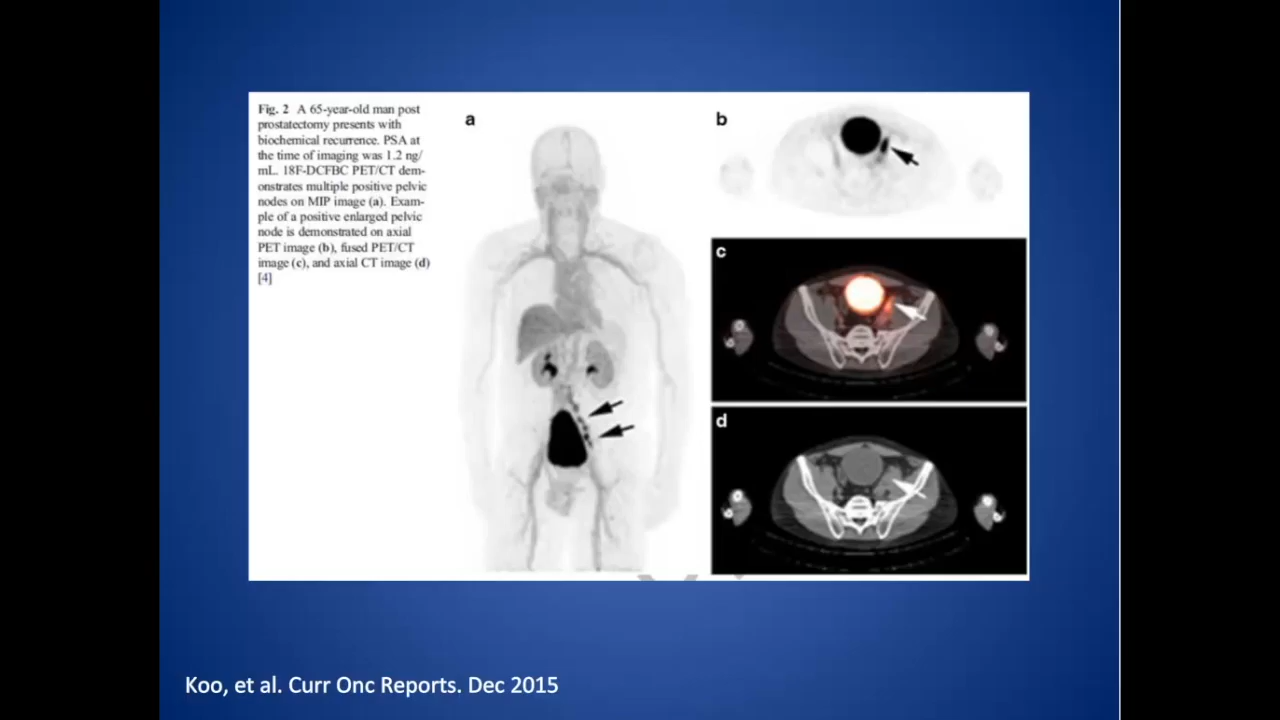 Fig. 2 A 65-year-old man post
prostatectomy presents with
biochemical recurrence. PSA at
the time of imaging was 1.2 ng/
mL. 18F-DCFBC PET/CT dem-
onstrates multiple positive pelvic
nodes on MIP image (a). Exam-
ple of a positive enlarged pelvic
node is demonstrated on axial
PET image (b), fused PET/CT
image (c), and axial CT image (d)
[4]
a
b
c
d
Koo, et al. Curr Onc Reports. Dec 2015